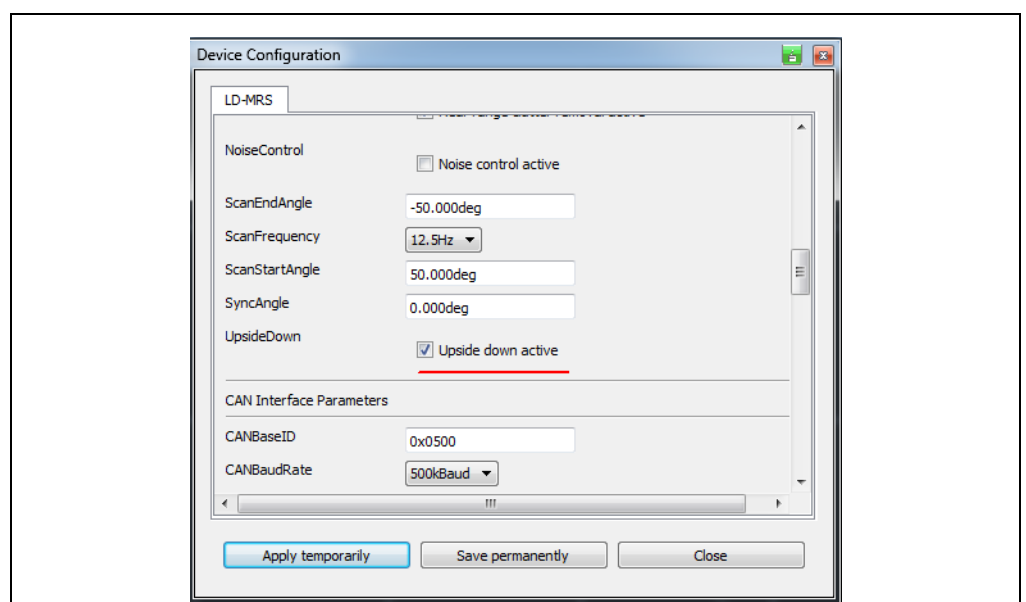 Device Configuration
LD-MRS
NoiseControl
Noise control active
ScanEndAngle -50.000deg
ScanFrequency 12.5Hz
ScanStartAngle 50.000deg
SyncAngle 0.000deg
UpsideDown
Upside down active
CAN Interface Parameters
CANBaseID 0x0500
CANBaudRate 500kBaud
Apply temporarily Save permanently Close